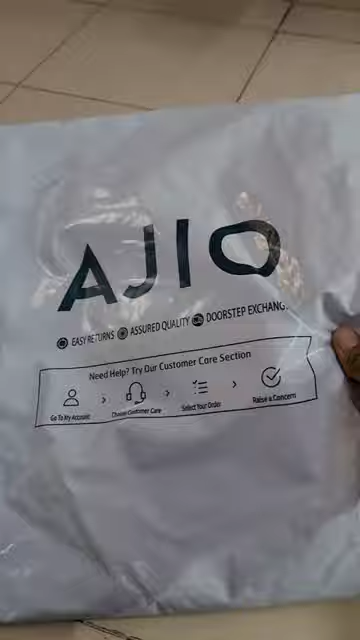 AJIO
EASY RETURNS ASSURED QUALITY DOORSTEP EXCHANG
Need Help? Try Our Customer Care Section
Go To My Account > Choose Customer Care > Select Your Order > Raise a Concern